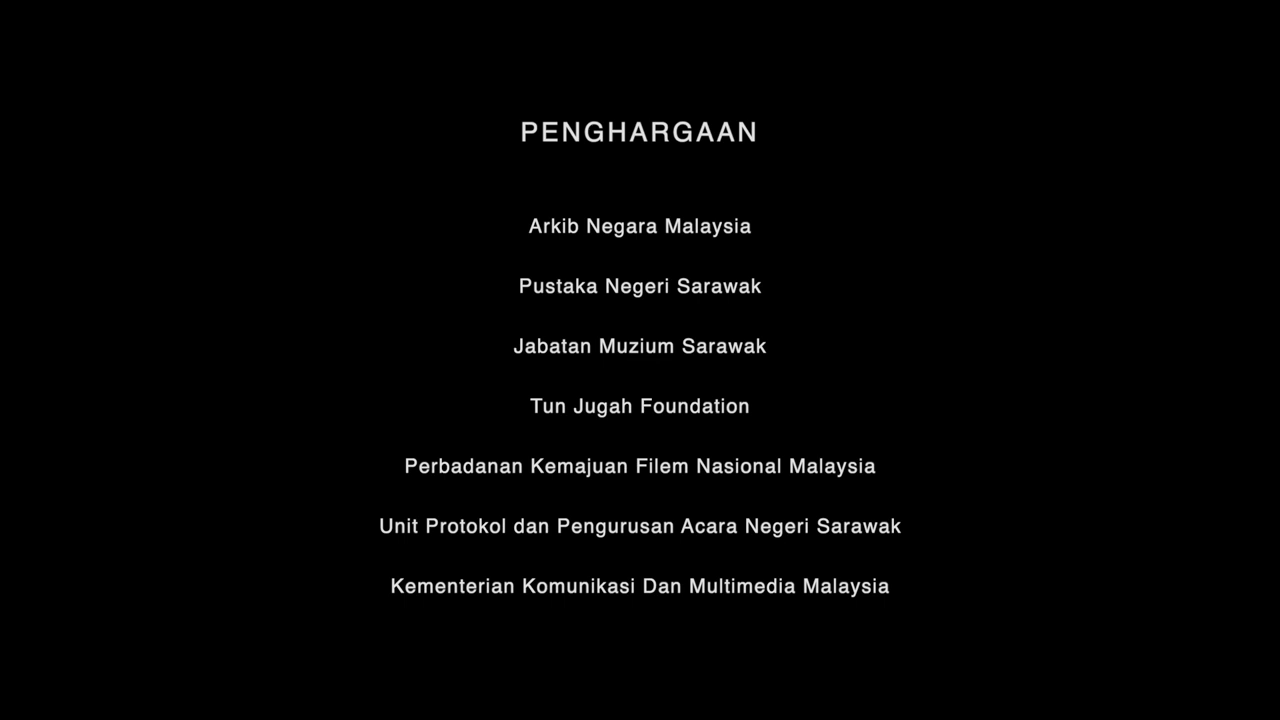 PENGHARGAAN
Arkib Negara Malaysia
Pustaka Negeri Sarawak
Jabatan Muzium Sarawak
Tun Jugah Foundation
Perbadanan Kemajuan Filem Nasional Malaysia
Unit Protokol dan Pengurusan Acara Negeri Sarawak
Kementerian Komunikasi Dan Multimedia Malaysia